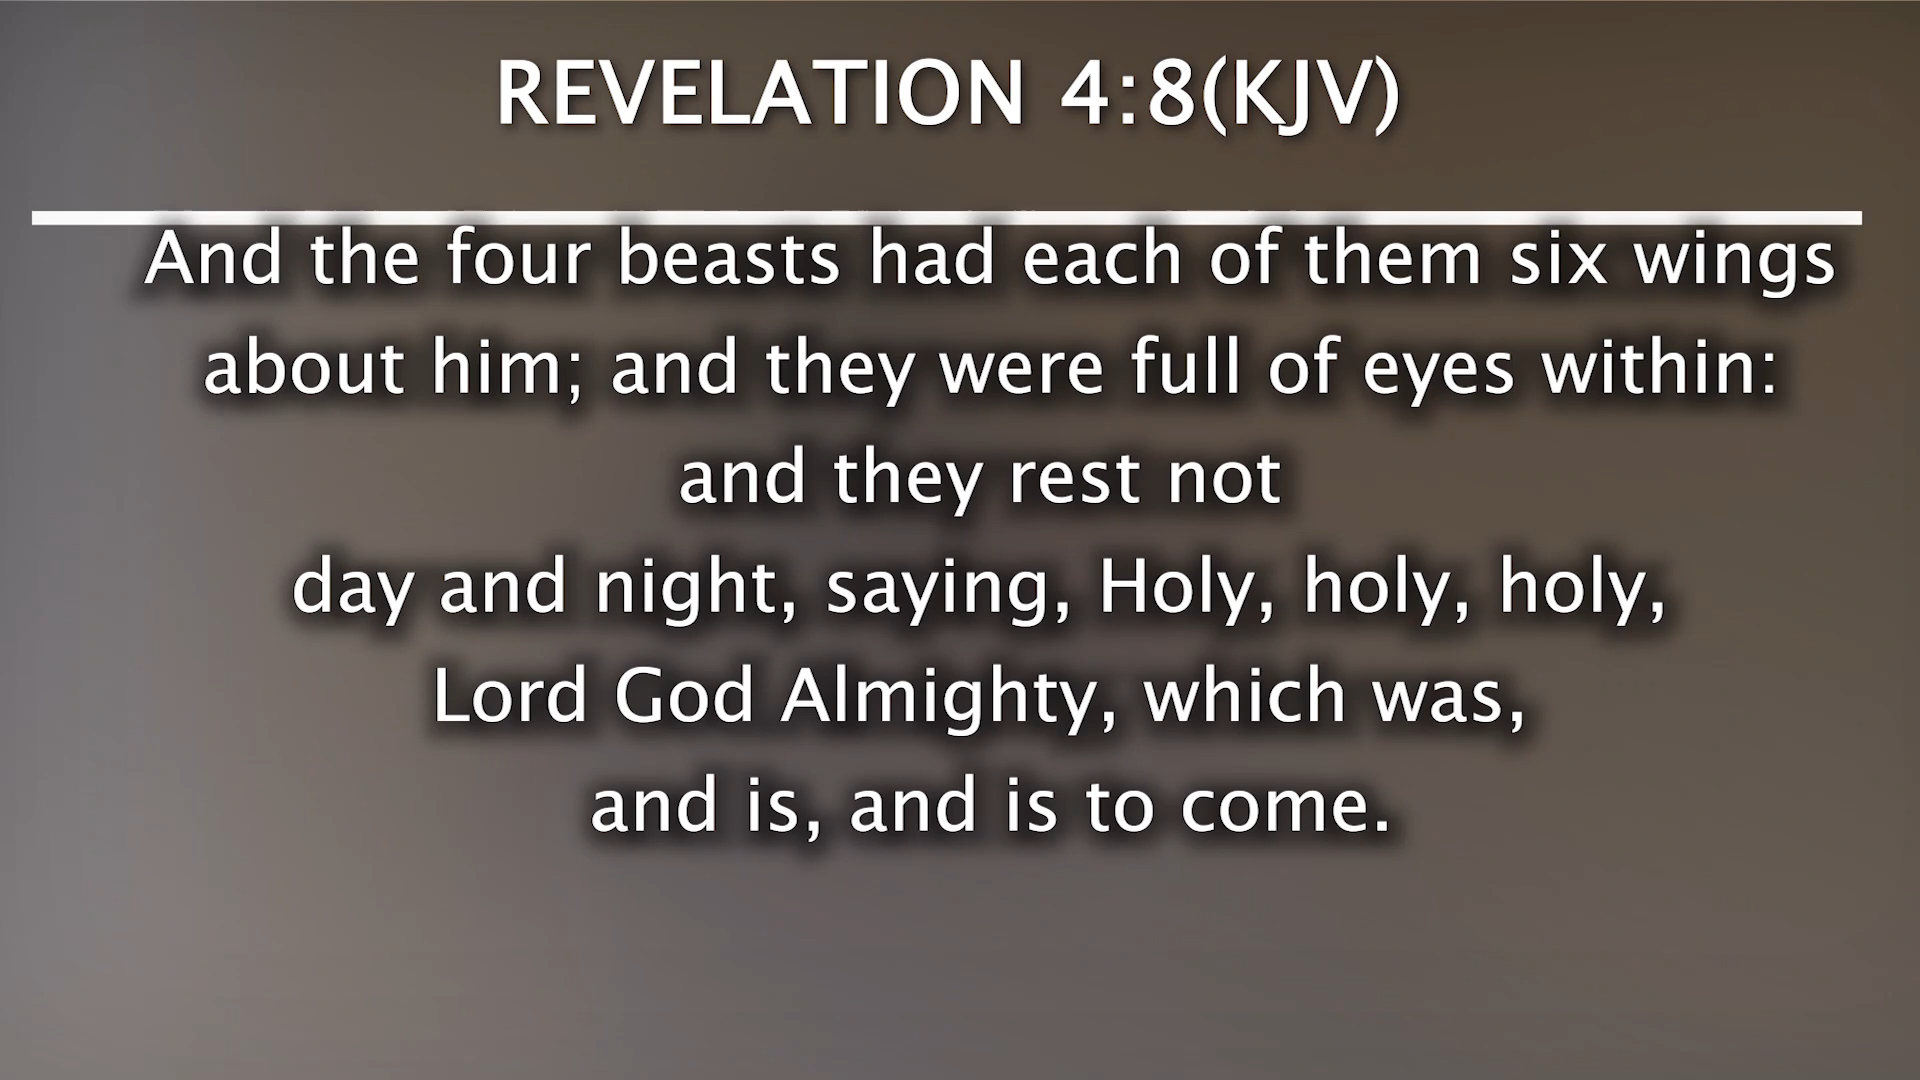 REVELATION 4:8(KJV)
And the four beasts had each of them six wings
about him; and they were full of eyes within:
and they rest not
day and night, saying, Holy, holy, holy,
Lord God Almighty, which was,
and is, and is to come.